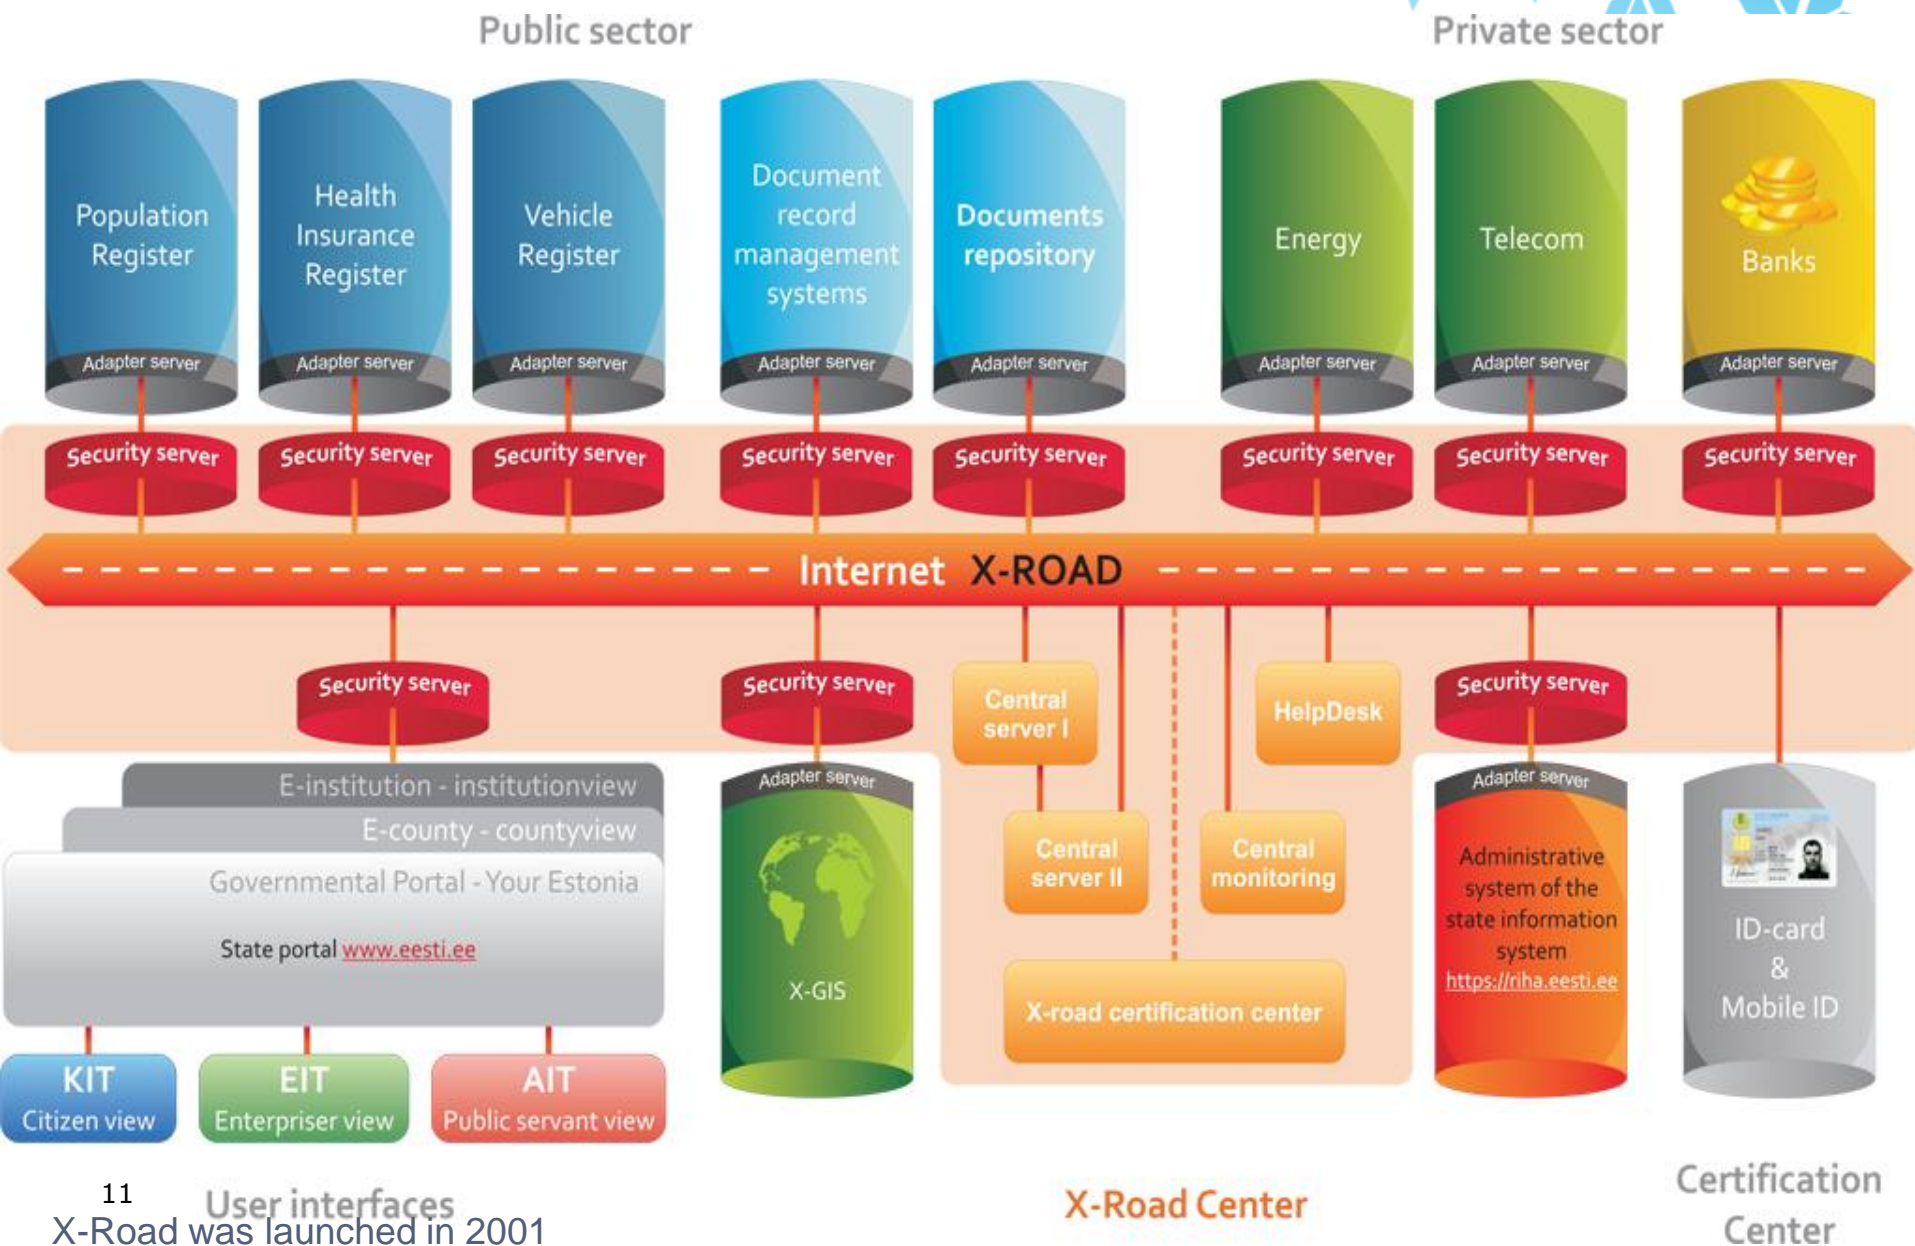 Public sector
Private sector
Population
Register
Adapter server
Health
Insurance
Register
Adapter server
Vehicle
Register
Adapter server
Document
record
management
systems
Adapter server
Documents
repository
Adapter server
Energy
Adapter server
Telecom
Adapter server
Banks
Adapter server
Security server
Security server
Security server
Security server
Security server
Security server
Security server
Security server
Internet X-ROAD
Security server
Security server
Central
server I
HelpDesk
Security server
E-institution - institutionview
E-county - countyview
Governmental Portal - Your Estonia
State portal www.eesti.ee
Adapter server
X-GIS
Central
server II
Central
monitoring
X-road certification center
Adapter server
Administrative
system of the
state information
system
https://riha.eesti.ee
ID-card
&
Mobile ID
KIT
Citizen view
EIT
Enterpriser view
AIT
Public servant view
11
User interfaces
X-Road was launched in 2001
X-Road Center
Certification
Center